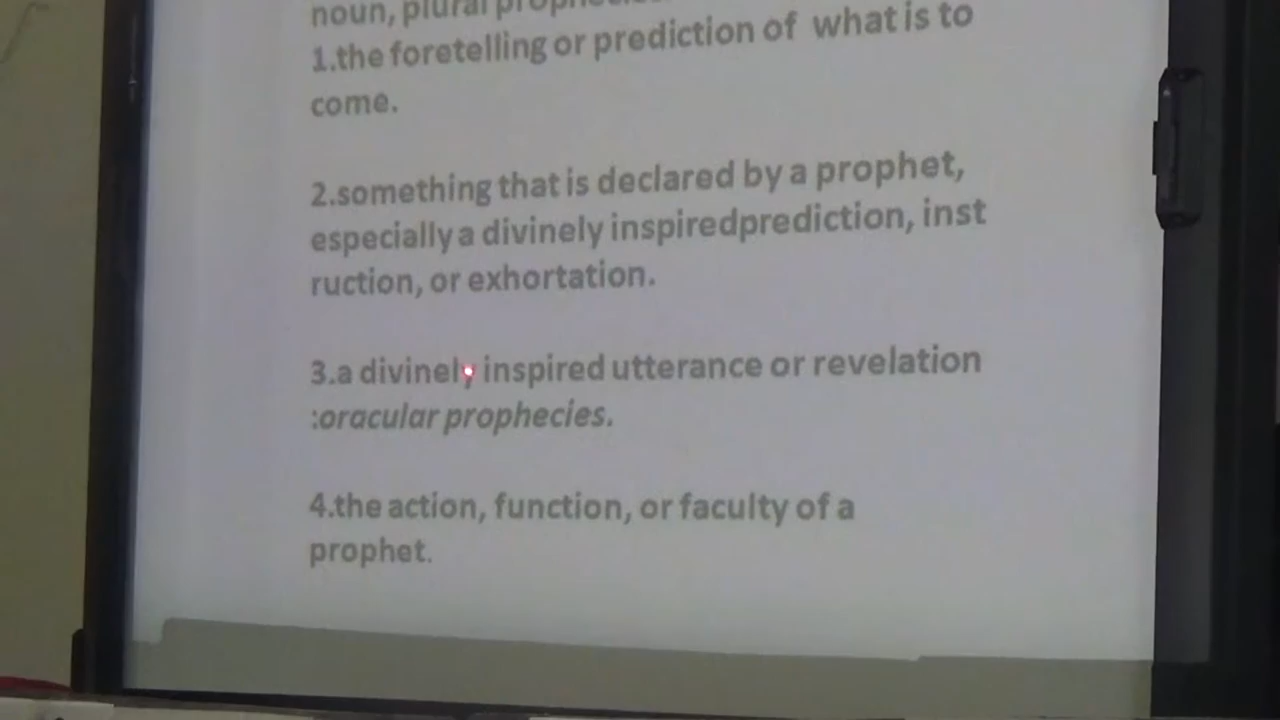 noun, plural
1.the foretelling or prediction of what is to
come.
2.something that is declared by a prophet,
especially a divinely inspiredprediction, inst
ruction, or exhortation.
3.a divinely inspired utterance or revelation
:oracular prophecies.
4.the action, function, or faculty of a
prophet.